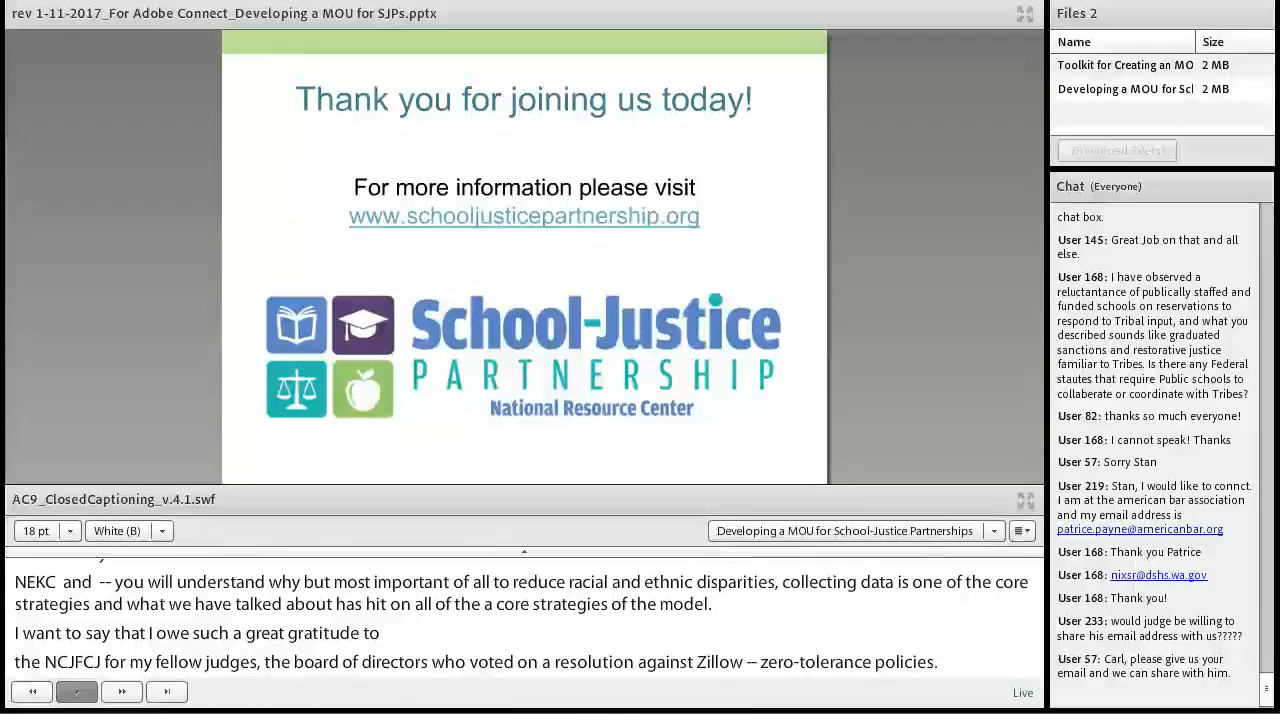 rev 1-11-2017_For Adobe Connect_Developing a MOU for SJPs.pptx
Thank you for joining us today!
For more information please visit
www.schooljusticepartnership.org
School-Justice
PARTNERSHIP
National Resource Center
AC9_ClosedCaptioning_v.4.1.swf
18 pt
White (B)
Developing a MOU for School-Justice Partnerships
NEKC and -- you will understand why but most important of all to reduce racial and ethnic disparities, collecting data is one of the core
strategies and what we have talked about has hit on all of the a core strategies of the model.
I want to say that I owe such a great gratitude to
the NCJFCJ for my fellow judges, the board of directors who voted on a resolution against Zillow -- zero-tolerance policies.
Live
Files 2
Name Size
Toolkit for Creating an MO 2 MB
Developing a MOU for Scl 2 MB
Download File(s)
Chat (Everyone)
chat box.
User 145: Great Job on that and all
else.
User 168: I have observed a
reluctantance of publically staffed and
funded schools on reservations to
respond to Tribal input, and what you
described sounds like graduated
sanctions and restorative justice
familiar to Tribes. Is there any Federal
stautes that require Public schools to
collaberate or coordinate with Tribes?
User 82: thanks so much everyone!
User 168: I cannot speak! Thanks
User 57: Sorry Stan
User 219: Stan, I would like to connct.
I am at the american bar association
and my email address is
patrice.payne@americanbar.org
User 168: Thank you Patrice
User 168: nixsr@dshs.wa.gov
User 168: Thank you!
User 233: would judge be willing to
share his email address with us?????
User 57: Carl, please give us your
email and we can share with him.